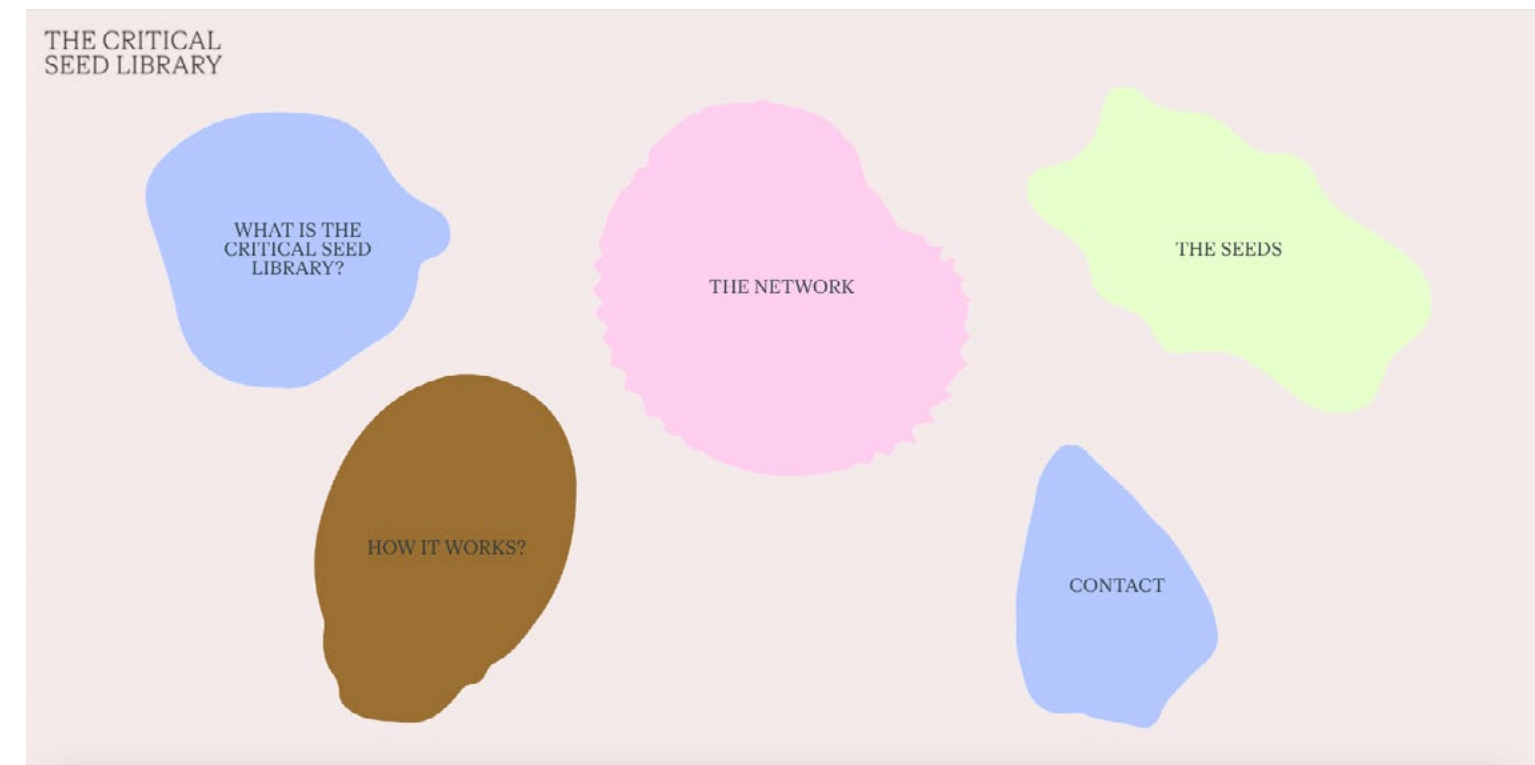 THE CRITICAL
SEED LIBRARY
WHAT IS THE
CRITICAL SEED
LIBRARY?
THE NETWORK
THE SEEDS
HOW IT WORKS?
CONTACT